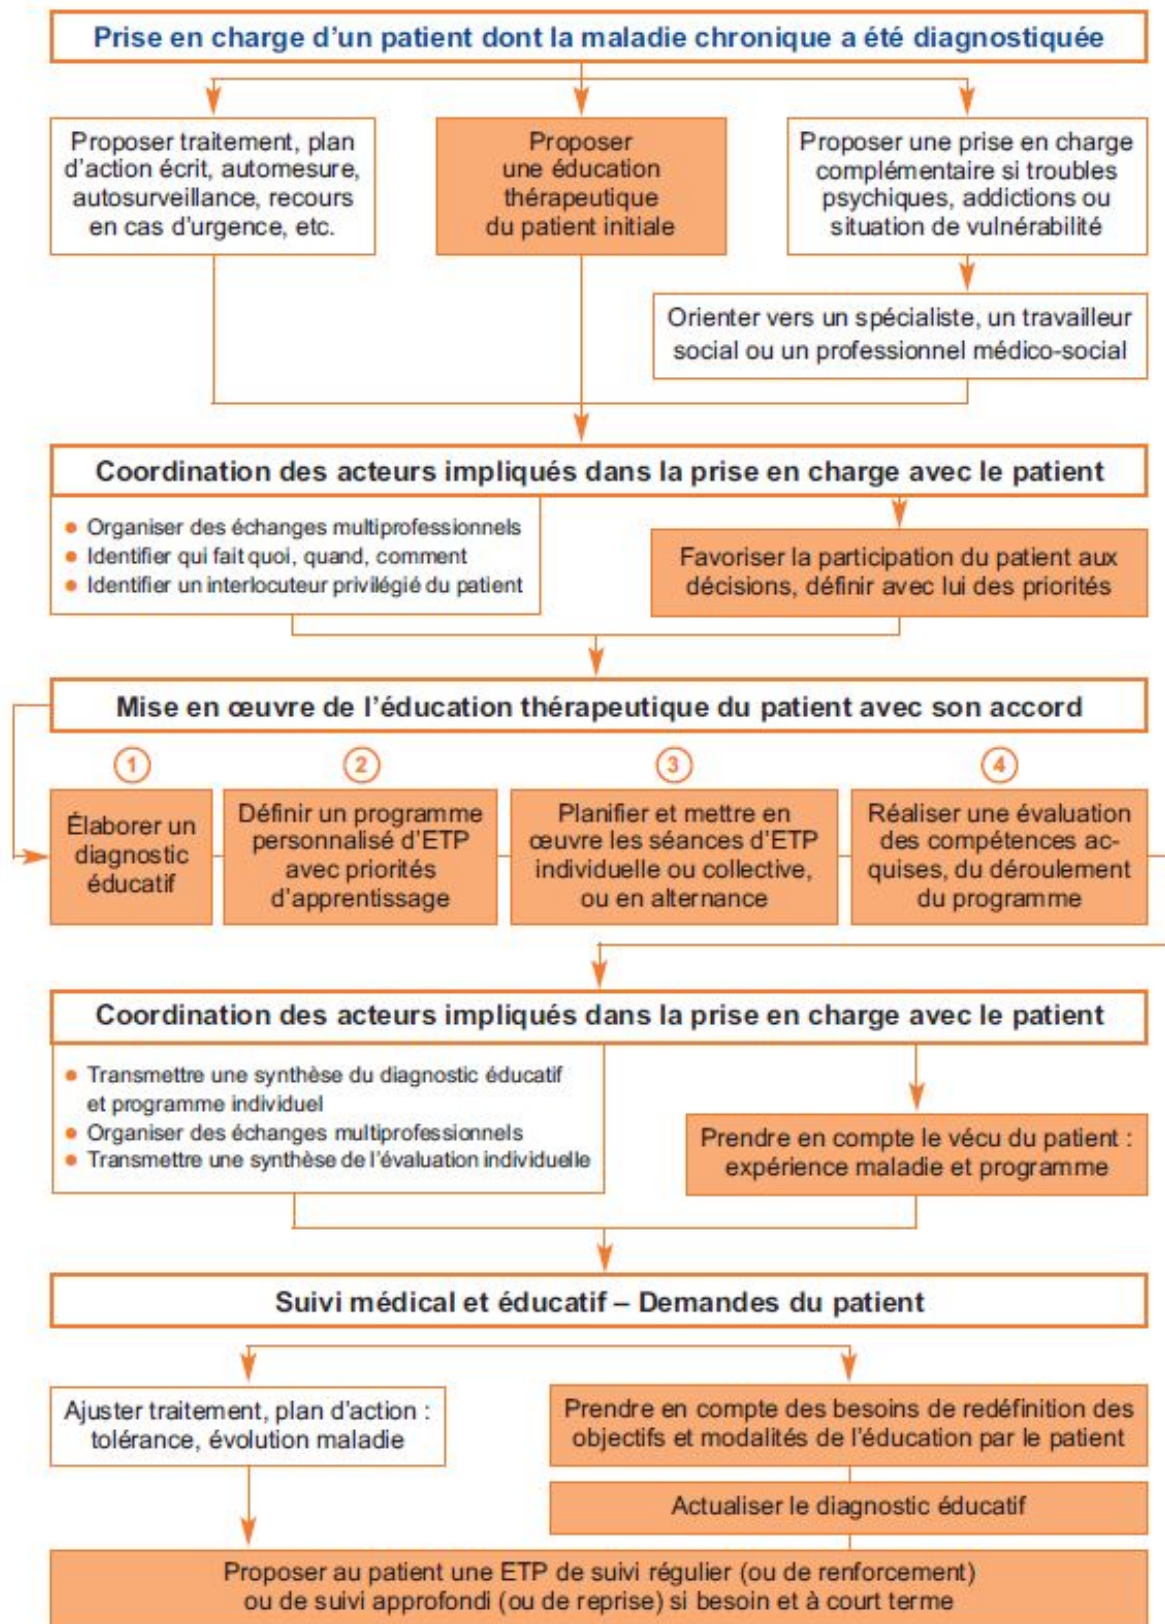 Prise en charge d’un patient dont la maladie chronique a été diagnostiquée
Proposer traitement, plan
d’action écrit, automesure,
autosurveillance, recours
en cas d’urgence, etc.
Proposer
une éducation
thérapeutique
du patient initiale
Proposer une prise en charge
complémentaire si troubles
psychiques, addictions ou
situation de vulnérabilité
Orienter vers un spécialiste, un travailleur
social ou un professionnel médico-social
Coordination des acteurs impliqués dans la prise en charge avec le patient
● Organiser des échanges multiprofessionnels
● Identifier qui fait quoi, quand, comment
● Identifier un interlocuteur privilégié du patient
Favoriser la participation du patient aux
décisions, définir avec lui des priorités
Mise en œuvre de l’éducation thérapeutique du patient avec son accord
1
Élaborer un
diagnostic
éducatif
2
Définir un programme
personnalisé d’ETP
avec priorités
d’apprentissage
3
Planifier et mettre en
œuvre les séances d’ETP
individuelle ou collective,
ou en alternance
4
Réaliser une évaluation
des compétences ac-
quises, du déroulement
du programme
Coordination des acteurs impliqués dans la prise en charge avec le patient
● Transmettre une synthèse du diagnostic éducatif
et programme individuel
● Organiser des échanges multiprofessionnels
● Transmettre une synthèse de l’évaluation individuelle
Prendre en compte le vécu du patient :
expérience maladie et programme
Suivi médical et éducatif – Demandes du patient
Ajuster traitement, plan d’action :
tolérance, évolution maladie
Prendre en compte des besoins de redéfinition des
objectifs et modalités de l’éducation par le patient
Actualiser le diagnostic éducatif
Proposer au patient une ETP de suivi régulier (ou de renforcement)
ou de suivi approfondi (ou de reprise) si besoin et à court terme